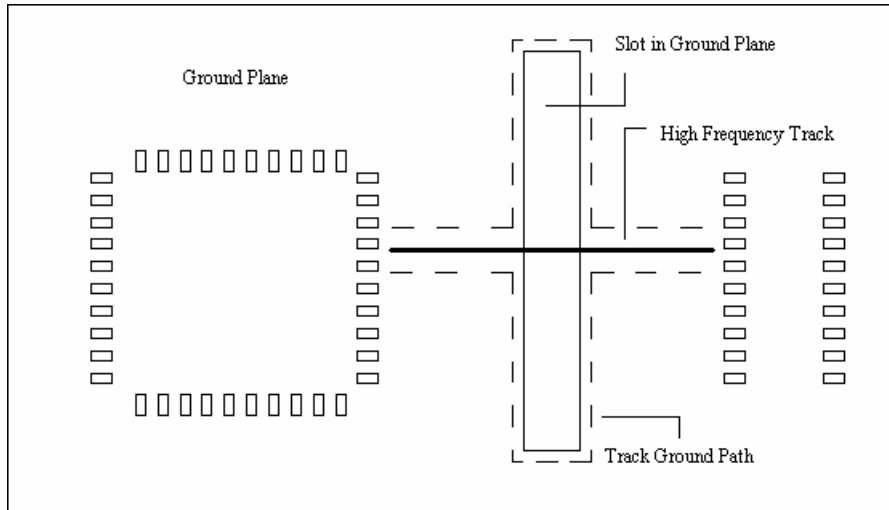 Slot in Ground Plane
Ground Plane
High Frequency Track
Track Ground Path